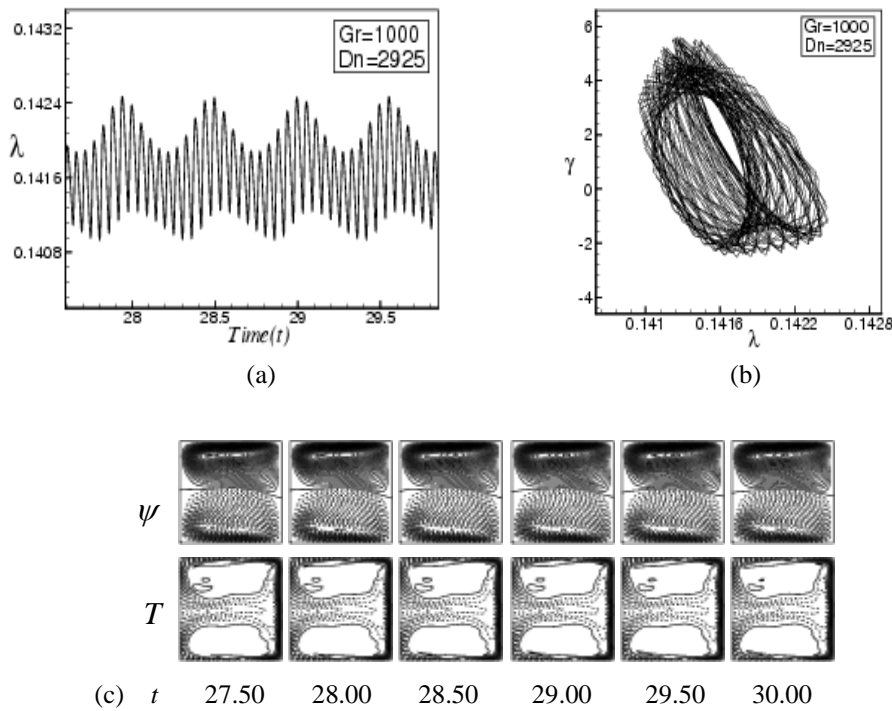 0.1432
0.1424
0.1416
0.1408
λ
Gr=1000
Dn=2925
28
28.5
29
29.5
Time(t)
(a)
6
4
2
0
-2
-4
γ
Gr=1000
Dn=2925
0.141
0.1416
0.1422
0.1428
λ
(b)
ψ
T
(c) t 27.50 28.00 28.50 29.00 29.50 30.00